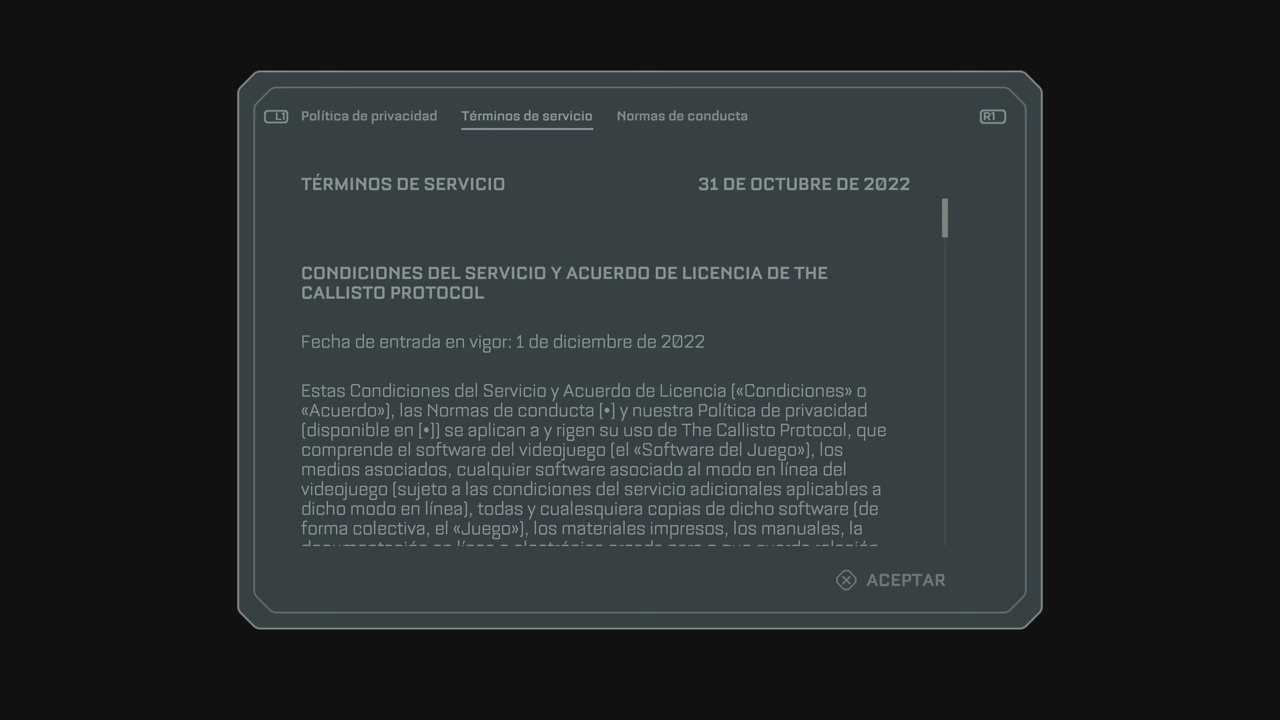 L1 Política de privacidad Términos de servicio Normas de conducta R1
TÉRMINOS DE SERVICIO 31 DE OCTUBRE DE 2022
CONDICIONES DEL SERVICIO Y ACUERDO DE LICENCIA DE THE
CALLISTO PROTOCOL
Fecha de entrada en vigor: 1 de diciembre de 2022
Estas Condiciones del Servicio y Acuerdo de Licencia («Condiciones» o
«Acuerdo»), las Normas de conducta [•] y nuestra Política de privacidad
(disponible en [•]) se aplican a y rigen su uso de The Callisto Protocol, que
comprende el software del videojuego (el «Software del Juego»), los
medios asociados, cualquier software asociado al modo en línea del
videojuego (sujeto a las condiciones del servicio adicionales aplicables a
dicho modo en línea), todas y cualesquiera copias de dicho software (de
forma colectiva, el «Juego»), los materiales impresos, los manuales, la
ACEPTAR